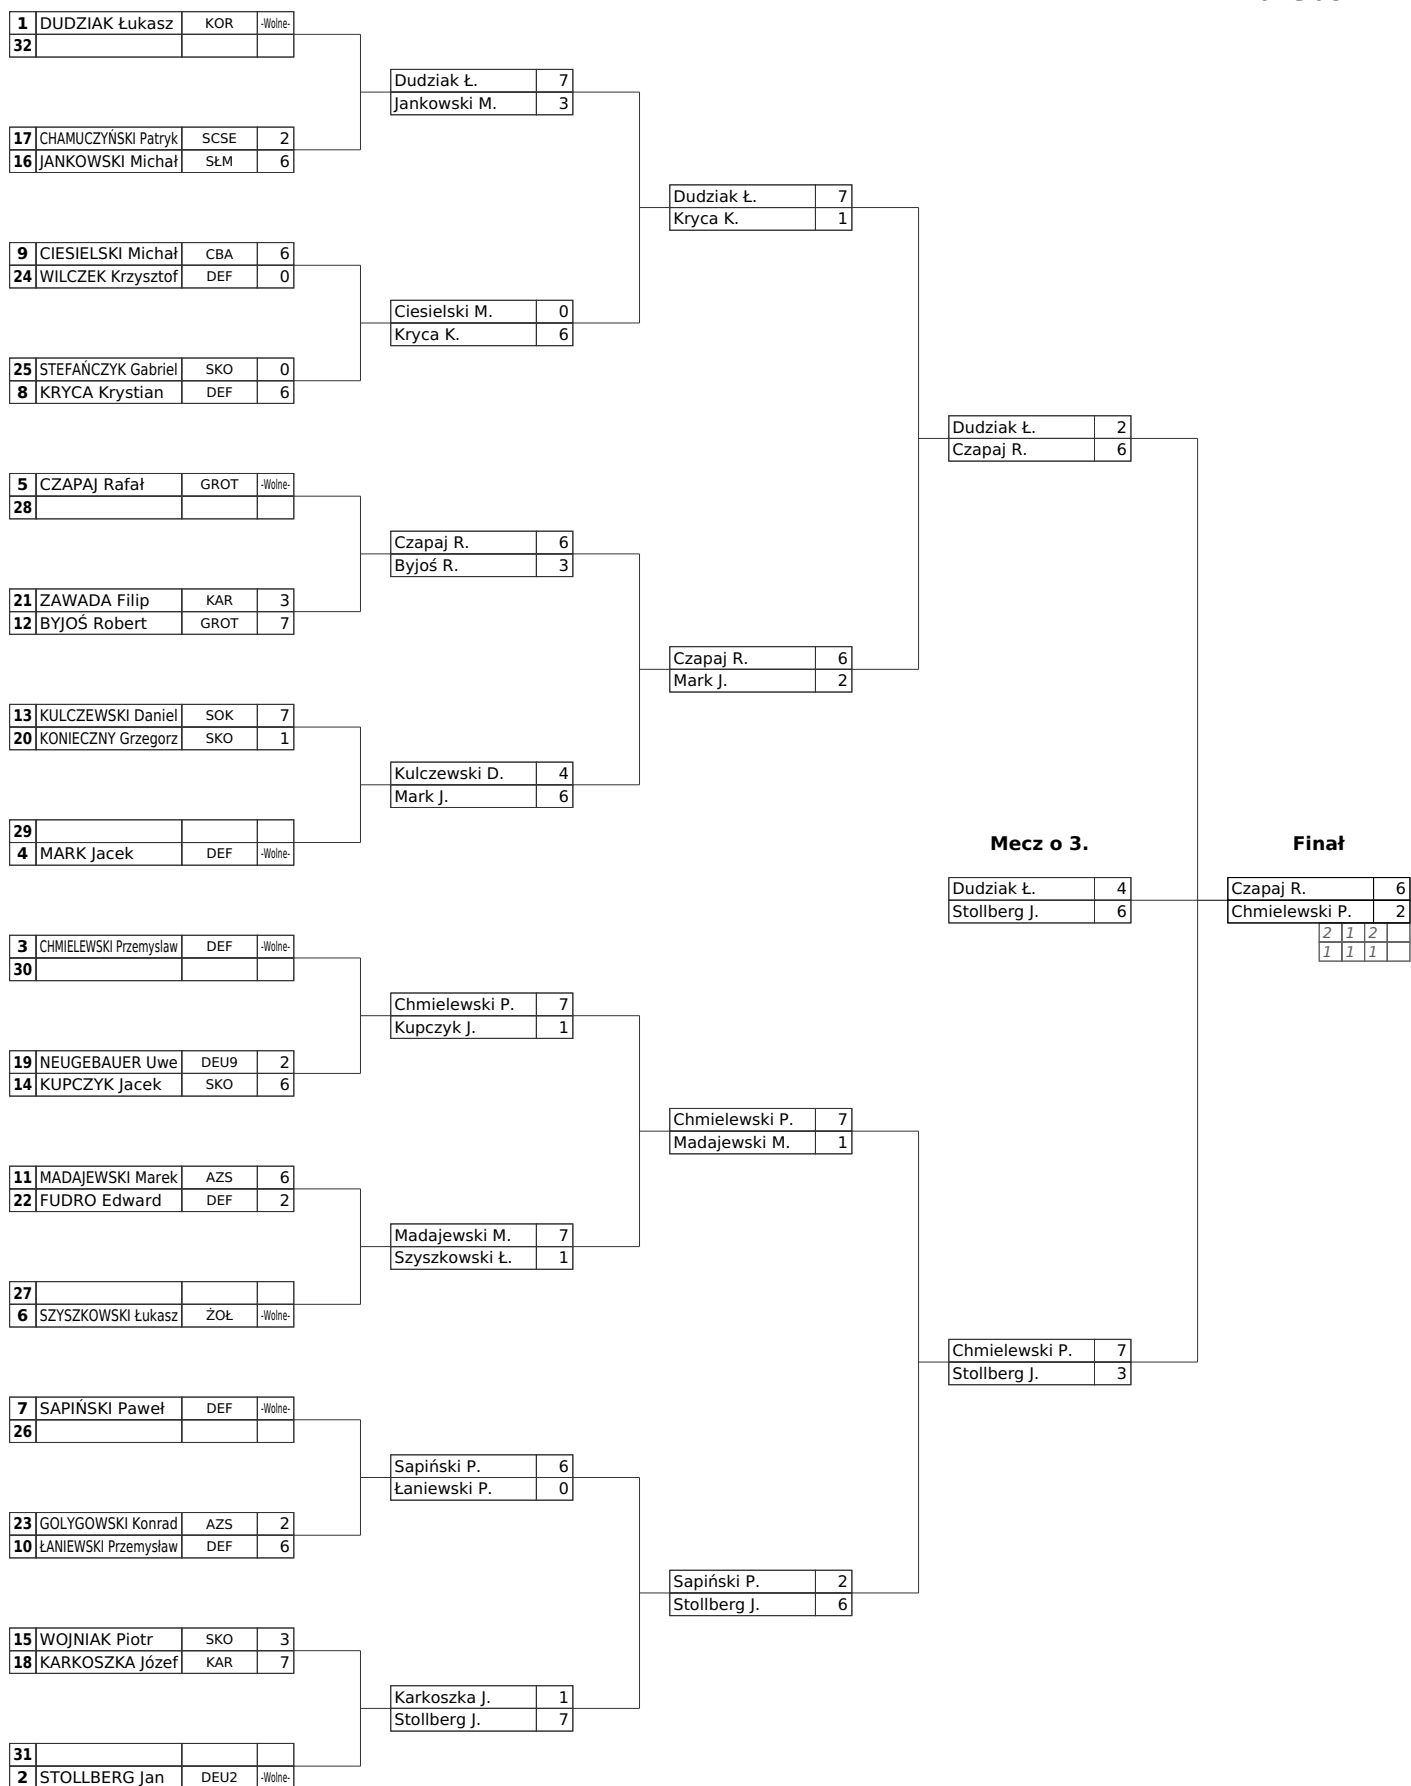 1 DUDZIAK Łukasz KOR -Wolne-
32
Dudziak Ł. 7
Jankowski M. 3
17 CHAMUCZYŃSKI Patryk SCSE 2
16 JANKOWSKI Michał SŁM 6
Dudziak Ł. 7
Kryca K. 1
9 CIESIELSKI Michał CBA 6
24 WILCZEK Krzysztof DEF 0
Ciesielski M. 0
Kryca K. 6
25 STEFAŃCZYK Gabriel SKO 0
8 KRYCA Krystian DEF 6
Dudziak Ł. 2
Czapaj R. 6
5 CZAPAJ Rafał GROT -Wolne-
28
Czapaj R. 6
Byjoś R. 3
21 ZAWADA Filip KAR 3
12 BYJOŚ Robert GROT 7
Czapaj R. 6
Mark J. 2
13 KULCZEWSKI Daniel SOK 7
20 KONIECZNY Grzegorz SKO 1
Kulczewski D. 4
Mark J. 6
29
4 MARK Jacek DEF -Wolne-
Mecz o 3. Finał
Dudziak Ł. 4 Czapaj R. 6
Stollberg J. 6 Chmielewski P. 2
2 1 2
1 1 1
3 CHMIELEWSKI Przemyslaw DEF -Wolne-
30
Chmielewski P. 7
Kupczyk J. 1
19 NEUGEBAUER Uwe DEU9 2
14 KUPCZYK Jacek SKO 6
Chmielewski P. 7
Madajewski M. 1
11 MADAJEWSKI Marek AZS 6
22 FUDRO Edward DEF 2
Madajewski M. 7
Szyszkowski Ł. 1
27
6 SZYSZKOWSKI Łukasz ŻOŁ -Wolne-
Chmielewski P. 7
Stollberg J. 3
7 SAPIŃSKI Paweł DEF -Wolne-
26
Sapiński P. 6
Łaniewski P. 0
23 GOLYGOWSKI Konrad AZS 2
10 ŁANIEWSKI Przemysław DEF 6
Sapiński P. 2
Stollberg J. 6
15 WOJNIAK Piotr SKO 3
18 KARKOSZKA Józef KAR 7
Karkoszka J. 1
Stollberg J. 7
31
2 STOLLBERG Jan DEU2 -Wolne-